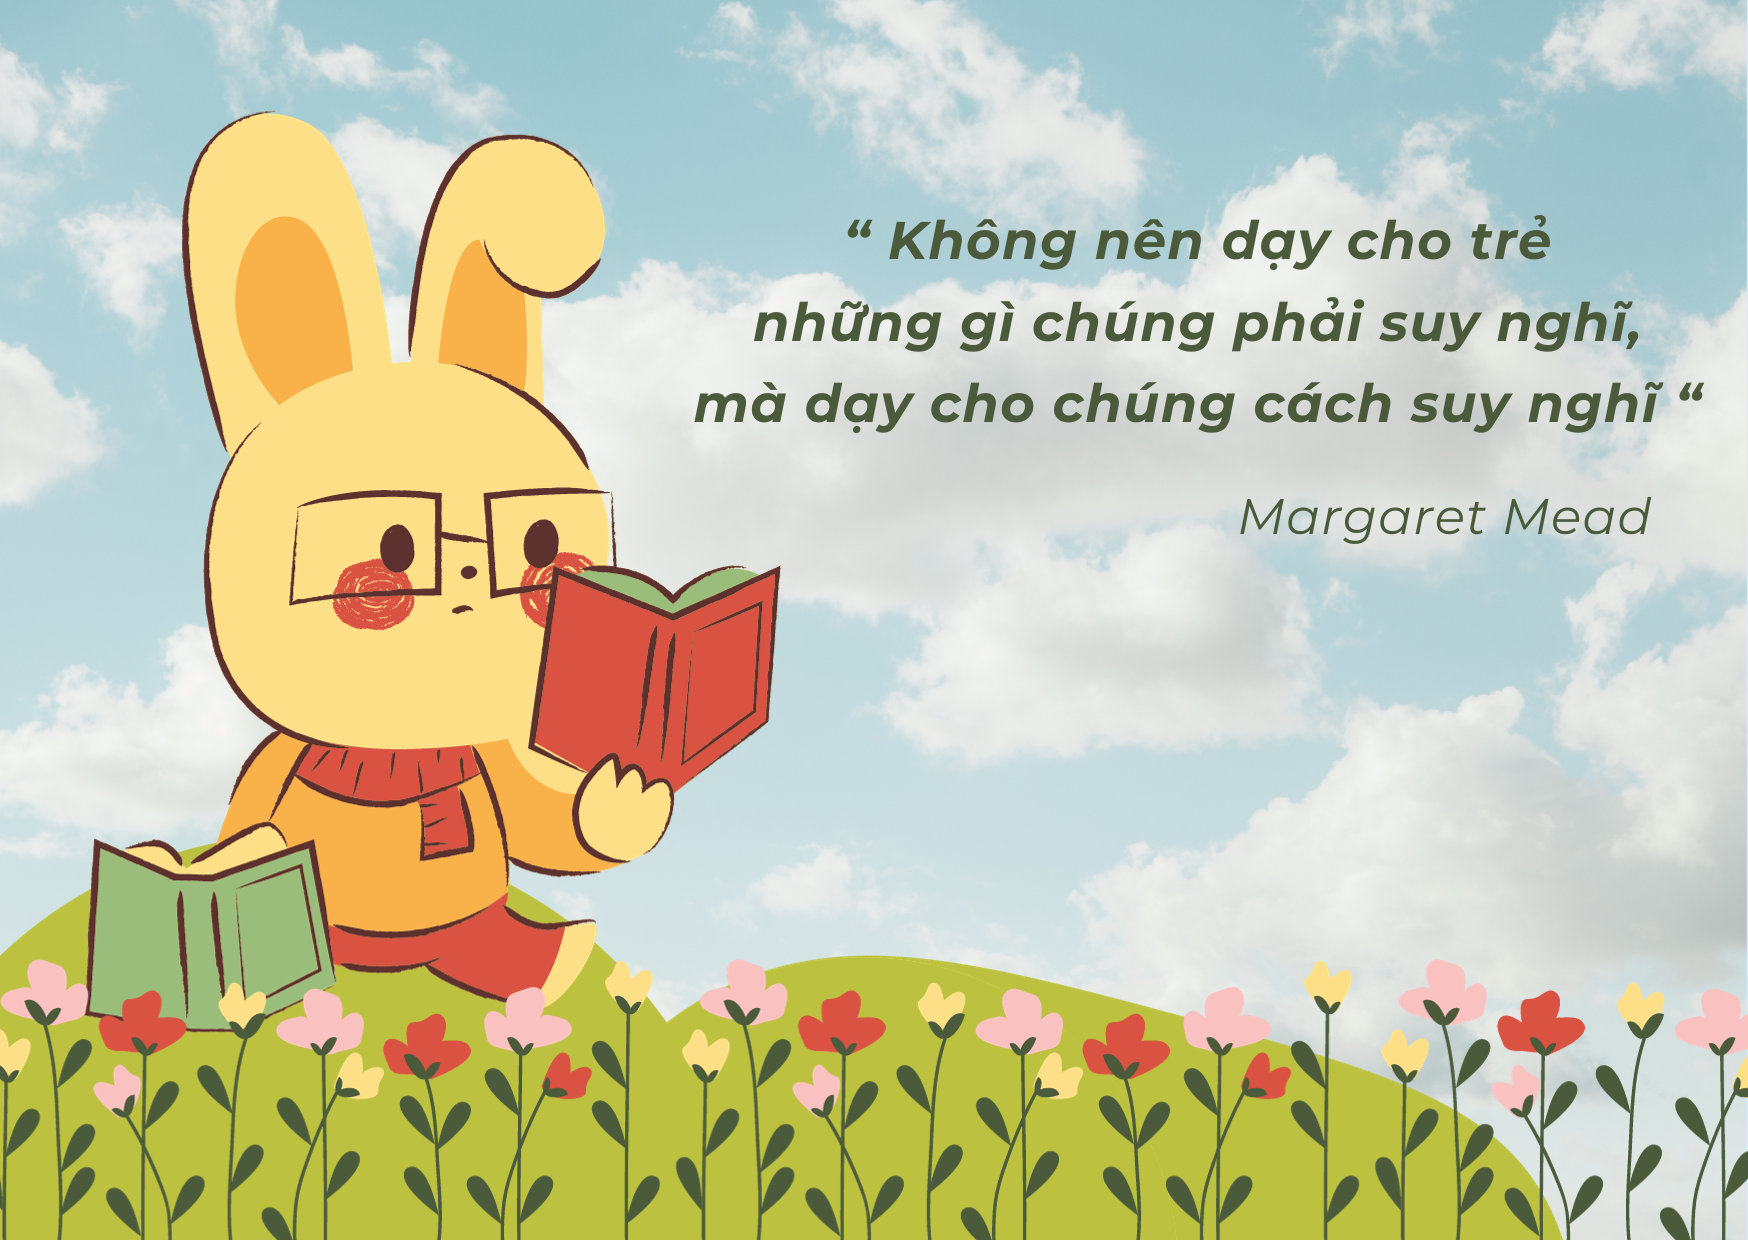 “ Không nên dạy cho trẻ
những gì chúng phải suy nghĩ,
mà dạy cho chúng cách suy nghĩ “
Margaret Mead